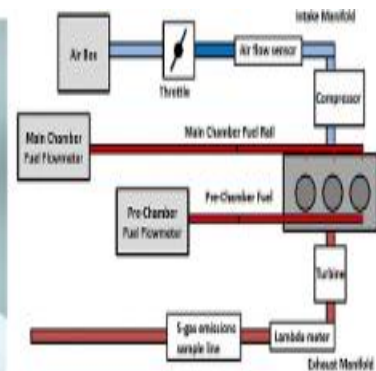 Intake Manifold
Air Box
Throttle
Air flow sensor
Compressor
Main Chamber
Fuel Flowmeter
Main Chamber Fuel Rail
Pre-Chamber
Fuel Flowmeter
Pre-Chamber Fuel
Turbine
5-gas emissions
sample line
Lambda meter
Exhaust Manifold